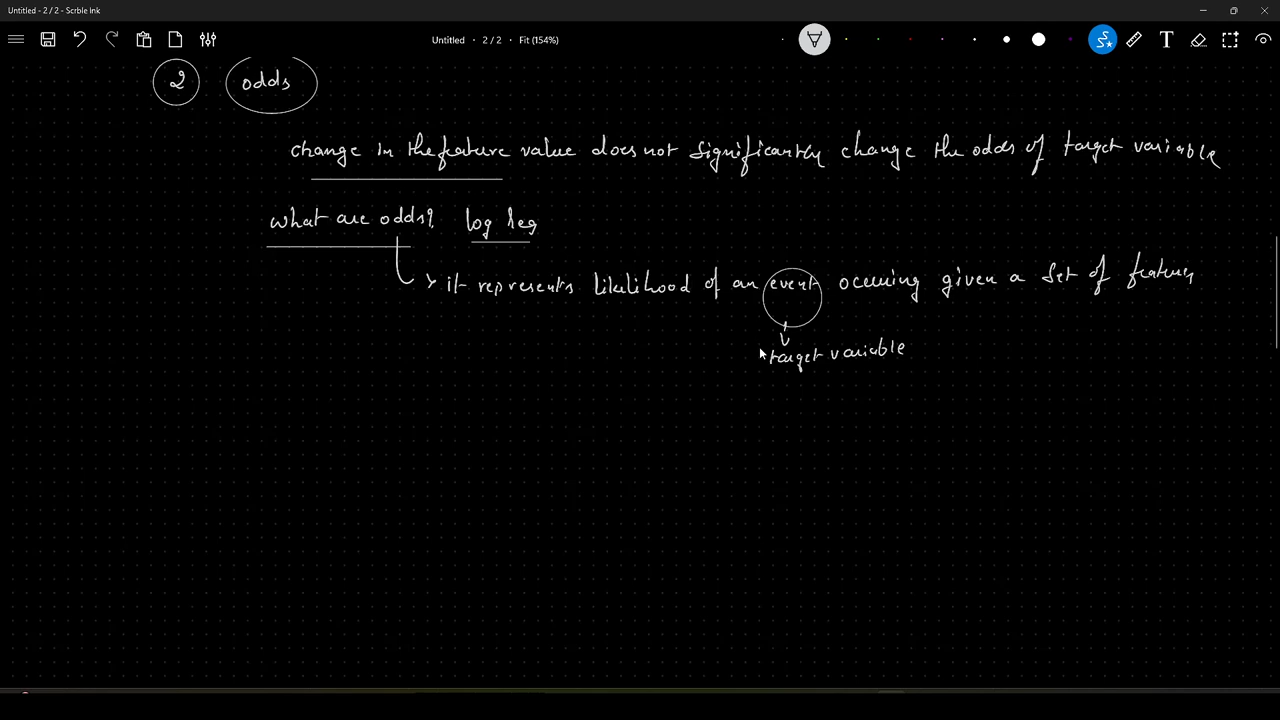 Untitled - 2 / 2 - Scrble Ink
Untitled • 2 / 2 • Fit (154%)
T
2 odds
change in the feature value does not significantly change the odds of target variable
what are odds? log reg
it represents likelihood of an event occuring given a set of features
target variable